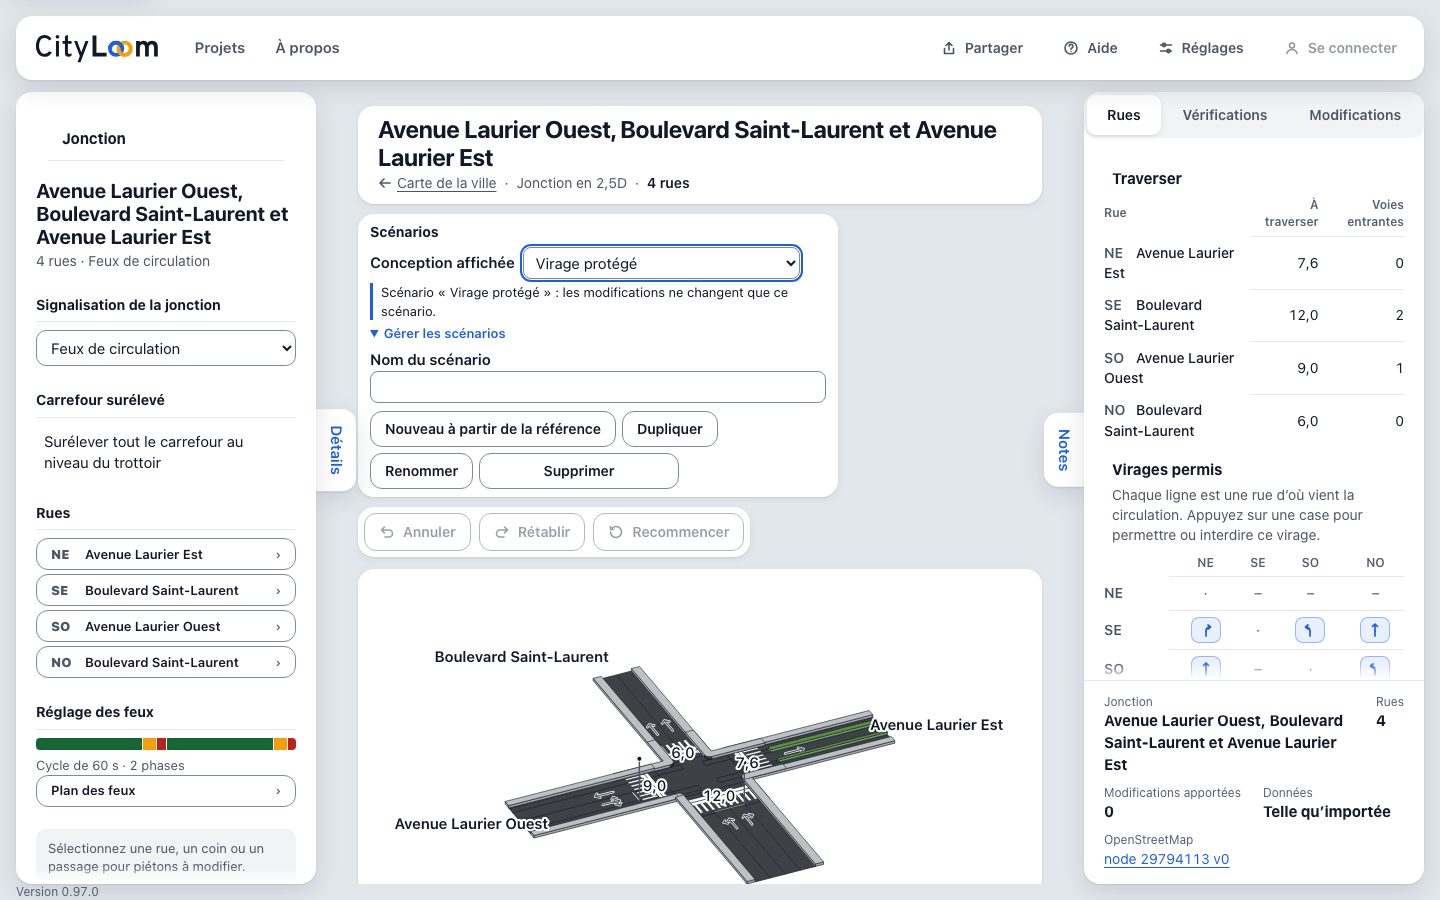 CityLoom
Projets
À propos
Partager
Aide
Réglages
Se connecter
Jonction
Avenue Laurier Ouest,
Boulevard Saint-Laurent et
Avenue Laurier Est
4 rues · Feux de circulation
Signalisation de la jonction
Feux de circulation
Carrefour surélevé
Surélever tout le carrefour au
niveau du trottoir
Rues
NE Avenue Laurier Est ›
SE Boulevard Saint-Laurent ›
SO Avenue Laurier Ouest ›
NO Boulevard Saint-Laurent ›
Réglage des feux
Cycle de 60 s · 2 phases
Plan des feux ›
Sélectionnez une rue, un coin ou un
passage pour piétons à modifier.
Version 0.97.0
Détails
Avenue Laurier Ouest, Boulevard Saint-Laurent et Avenue
Laurier Est
← Carte de la ville · Jonction en 2,5D · 4 rues
Scénarios
Conception affichée Virage protégé
Scénario « Virage protégé » : les modifications ne changent que ce
scénario.
▼ Gérer les scénarios
Nom du scénario
Nouveau à partir de la référence
Dupliquer
Renommer
Supprimer
Annuler
Rétablir
Recommencer
Boulevard Saint-Laurent
Avenue Laurier Est
6,0
7,6
9,0
12,0
Avenue Laurier Ouest
Notes
Rues
Vérifications
Modifications
Traverser
Rue À traverser Voies entrantes
NE Avenue Laurier Est 7,6 0
SE Boulevard Saint-Laurent 12,0 2
SO Avenue Laurier Ouest 9,0 1
NO Boulevard Saint-Laurent 6,0 0
Virages permis
Chaque ligne est une rue d’où vient la
circulation. Appuyez sur une case pour
permettre ou interdire ce virage.
NE SE SO NO
NE · – – –
SE ·
SO – ·
Jonction
Avenue Laurier Ouest, Boulevard
Saint-Laurent et Avenue Laurier
Est
Rues
4
Modifications apportées
0
Données
Telle qu’importée
OpenStreetMap
node 29794113 v0